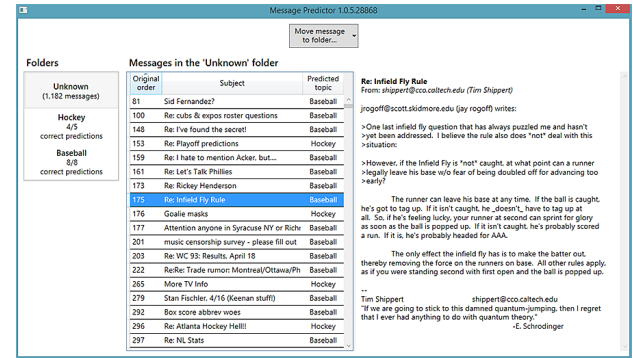 Message Predictor 1.0.5.28868
Move message
to folder...
Folders
Unknown
(1,182 messages)
Hockey
4/5
correct predictions
Baseball
8/8
correct predictions
Messages in the 'Unknown' folder
Original order Subject Predicted topic
81 Sid Fernandez? Baseball
100 Re: cubs & expos roster questions Baseball
148 Re: I've found the secret! Baseball
153 Re: Playoff predictions Hockey
159 Re: I hate to mention Acker, but.... Baseball
161 Re: Let's Talk Phillies Baseball
173 Re: Rickey Henderson Baseball
175 Re: Infield Fly Rule Baseball
176 Goalie masks Hockey
177 Attention anyone in Syracuse NY or Riche Baseball
201 music censorship survey - please fill out Baseball
203 Re: WC 93: Results, April 18 Baseball
222 Re:Re: Trade rumor: Montreal/Ottawa/Ph Baseball
265 More TV Info Hockey
279 Stan Fischler, 4/16 (Keenan stuff!) Baseball
292 Box score abbrev woes Baseball
296 Re: Atlanta Hockey Hell!! Hockey
297 Re: NL Stats Baseball
Re: Infield Fly Rule
From: shippert@cco.caltech.edu (Tim Shippert)
jrogoff@scott.skidmore.edu (jay rogoff) writes:
>One last infield fly question that has always puzzled me and hasn't
>yet been addressed. I believe the rule also does *not* deal with this
>situation:
>However, if the Infield Fly is *not* caught, at what point can a runner
>legally leave his base w/o fear of being doubled off for advancing too
>early?
The runner can leave his base at any time. If the ball is caught,
he's got to tag up. If it isn't caught, he _doesn't_ have to tag up at
all. So, if he's feeling lucky, your runner at second can sprint for glory
as soon as the ball is popped up. If it isn't caught, he's probably scored
a run. If it is, he's probably headed for AAA.
The only effect the infield fly has is to make the batter out,
thereby removing the force on the runners on base. All other rules apply,
as if you were standing second with first open and the ball is popped up.
--
Tim Shippert shippert@cco.caltech.edu
"If we are going to stick to this damned quantum-jumping, then I regret
that I ever had anything to do with quantum theory."
-E. Schrodinger